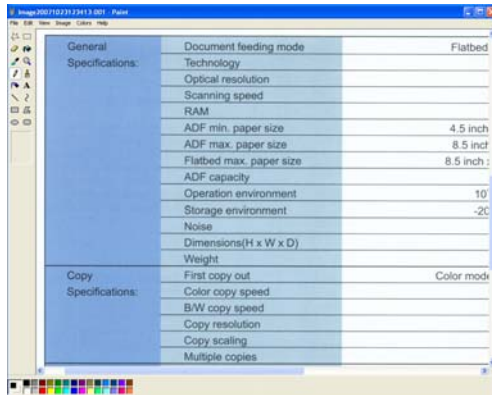 Image20071023123413-001 - Paint
File Edit View Image Colors Help
General Document feeding mode Flatbed
Specifications: Technology
Optical resolution
Scanning speed
RAM
ADF min. paper size 4.5 inch
ADF max. paper size 8.5 inch
Flatbed max. paper size 8.5 inch
ADF capacity
Operation environment 10
Storage environment -20
Noise
Dimensions(H x W x D)
Weight
Copy First copy out Color mode
Specifications: Color copy speed
B/W copy speed
Copy resolution
Copy scaling
Multiple copies